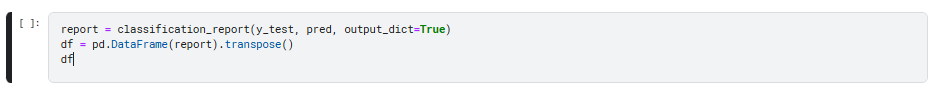 [ ]:
report = classification_report(y_test, pred, output_dict=True)
df = pd.DataFrame(report).transpose()
df